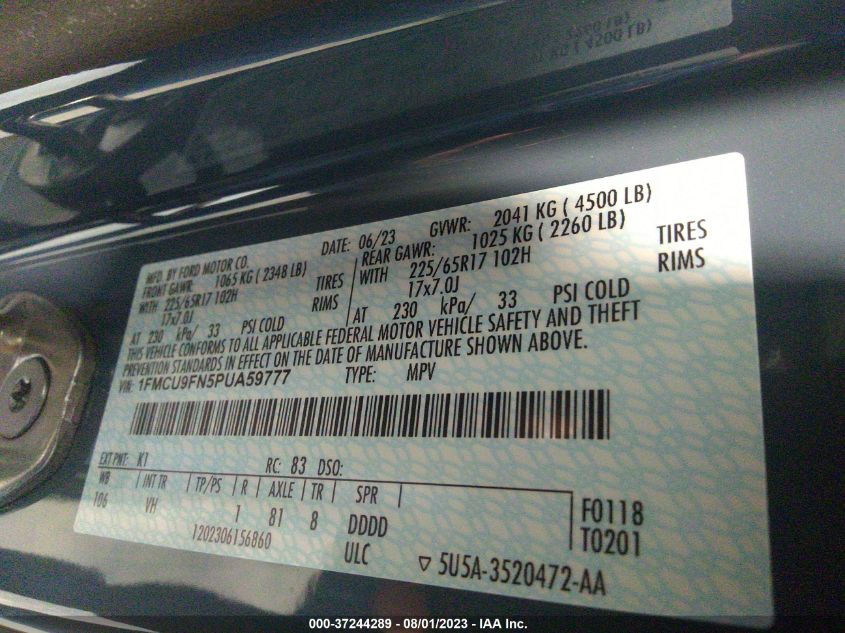 5500 LB)
KG ( 4200 LB)
MFD. BY FORD MOTOR CO. DATE: 06/23 GVWR: 2041 KG ( 4500 LB)
FRONT GAWR: 1065 KG ( 2348 LB) REAR GAWR: 1025 KG ( 2260 LB)
WITH 225/65R17 102H TIRES WITH 225/65R17 102H TIRES
17x7.0J RIMS 17x7.0J RIMS
AT 230 kPa/ 33 PSI COLD AT 230 kPa/ 33 PSI COLD
THIS VEHICLE CONFORMS TO ALL APPLICABLE FEDERAL MOTOR VEHICLE SAFETY AND THEFT
PREVENTION STANDARDS IN EFFECT ON THE DATE OF MANUFACTURE SHOWN ABOVE.
VIN: 1FMCU9FN5PUA59777 TYPE: MPV
EXT PNT: K1 RC: 83 DSO:
WB INT TR TP/PS R AXLE TR SPR
106 VH 1 81 8 DDDD
F0118
T0201
1202306156860 ULC
▽ 5U5A-3520472-AA
000-37244289 - 08/01/2023 - IAA Inc.